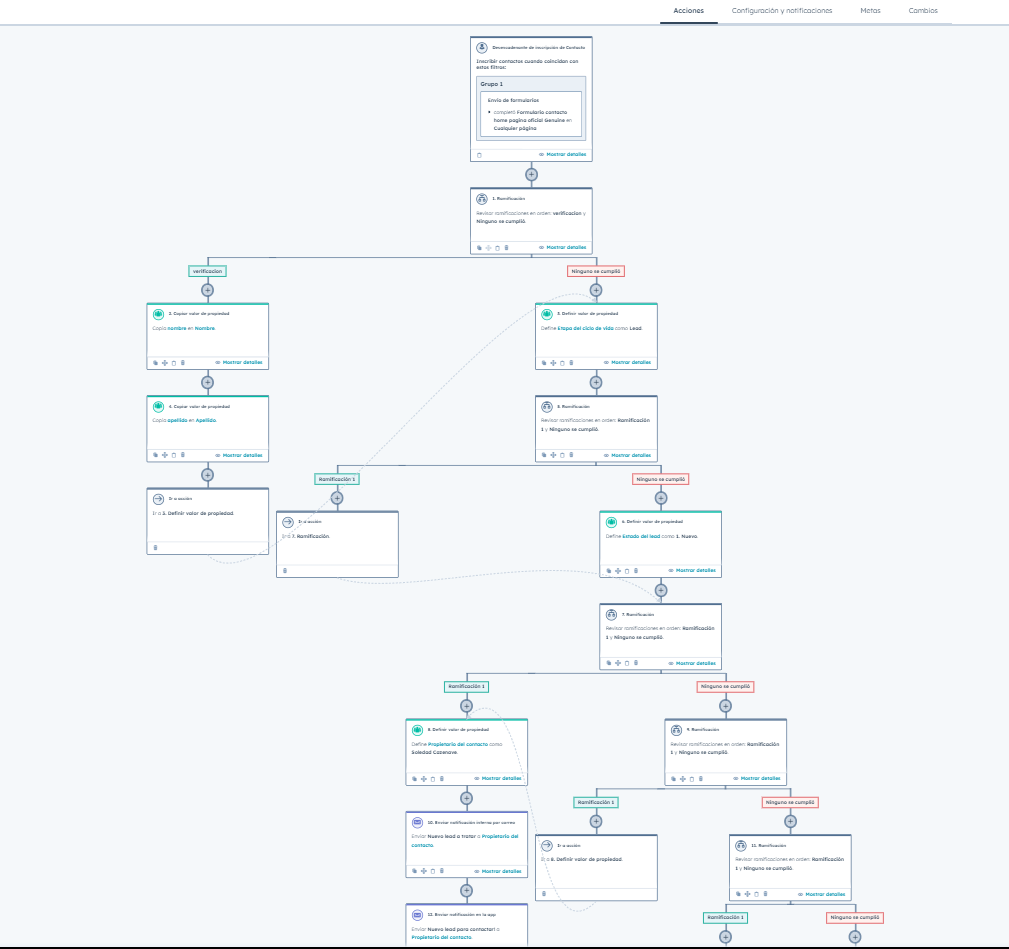 Acciones Configuración y notificaciones Metas Cambios
Desencadenante de inscripción de Contacto
Inscribir contactos cuando coincidan con
estos filtros:
Grupo 1
Envío de formularios
• completó Formulario contacto
home pagina oficial Genuine en
Cualquier página
Mostrar detalles
1. Ramificación
Revisar ramificaciones en orden: verificacion y
Ninguno se cumplió.
Mostrar detalles
verificacion
Ninguno se cumplió
2. Copiar valor de propiedad
Copia nombre en Nombre.
Mostrar detalles
3. Definir valor de propiedad
Define Etapa del ciclo de vida como Lead.
Mostrar detalles
4. Copiar valor de propiedad
Copia apellido en Apellido.
Mostrar detalles
5. Ramificación
Revisar ramificaciones en orden: Ramificación
1 y Ninguno se cumplió.
Mostrar detalles
Ramificación 1
Ninguno se cumplió
Ir a acción
Ir a 3. Definir valor de propiedad.
Ir a acción
Ir a 7. Ramificación.
6. Definir valor de propiedad
Define Estado del lead como 1. Nuevo.
Mostrar detalles
7. Ramificación
Revisar ramificaciones en orden: Ramificación
1 y Ninguno se cumplió.
Mostrar detalles
Ramificación 1
Ninguno se cumplió
8. Definir valor de propiedad
Define Propietario del contacto como
Soledad Cazenave.
Mostrar detalles
9. Ramificación
Revisar ramificaciones en orden: Ramificación
1 y Ninguno se cumplió.
Mostrar detalles
Ramificación 1
Ninguno se cumplió
10. Enviar notificación interna por correo
Enviar Nuevo lead a tratar a Propietario del
contacto.
Mostrar detalles
Ir a acción
Ir a 8. Definir valor de propiedad.
11. Ramificación
Revisar ramificaciones en orden: Ramificación
1 y Ninguno se cumplió.
Mostrar detalles
Ramificación 1
Ninguno se cumplió
12. Enviar notificación en la app
Enviar Nuevo lead para contactar! a
Propietario del contacto.